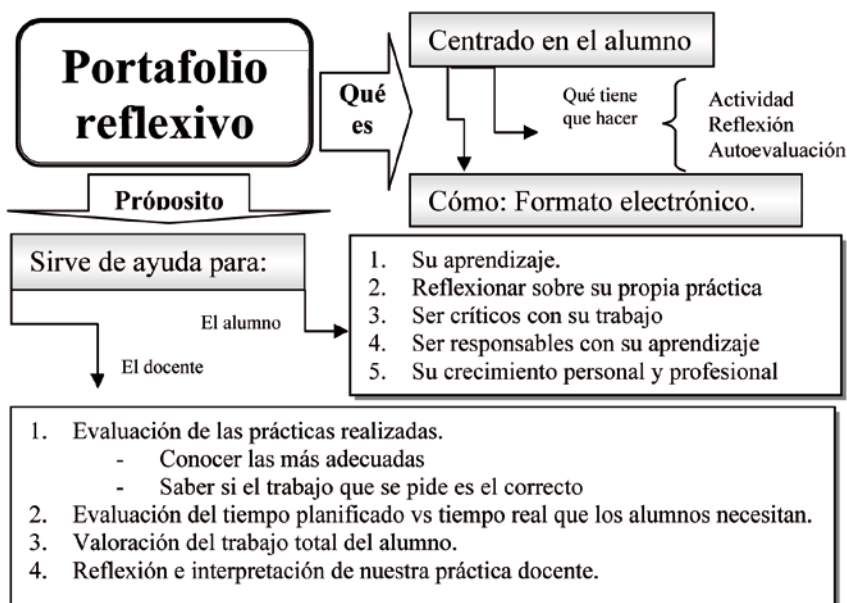 Portafolio
reflexivo
Qué
es
Centrado en el alumno
Qué tiene
que hacer
Actividad
Reflexión
Autoevaluación
Cómo: Formato electrónico.
Próposito
Sirve de ayuda para:
El alumno
1. Su aprendizaje.
2. Reflexionar sobre su propia práctica
3. Ser críticos con su trabajo
4. Ser responsables con su aprendizaje
5. Su crecimiento personal y profesional
El docente
1. Evaluación de las prácticas realizadas.
- Conocer las más adecuadas
- Saber si el trabajo que se pide es el correcto
2. Evaluación del tiempo planificado vs tiempo real que los alumnos necesitan.
3. Valoración del trabajo total del alumno.
4. Reflexión e interpretación de nuestra práctica docente.